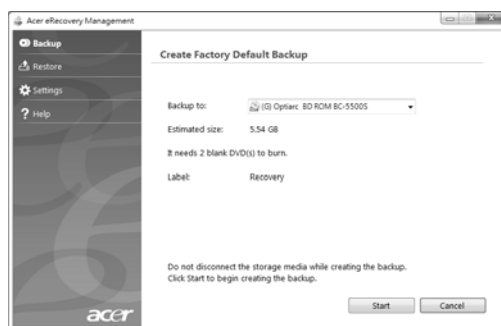 Acer eRecovery Management
Backup
Restore
Settings
Help
Create Factory Default Backup
Backup to: (G) Optiarc BD ROM BC-5500S
Estimated size: 5.54 GB
It needs 2 blank DVD(s) to burn.
Label: Recovery
Do not disconnect the storage media while creating the backup.
Click Start to begin creating the backup.
Start Cancel
acer